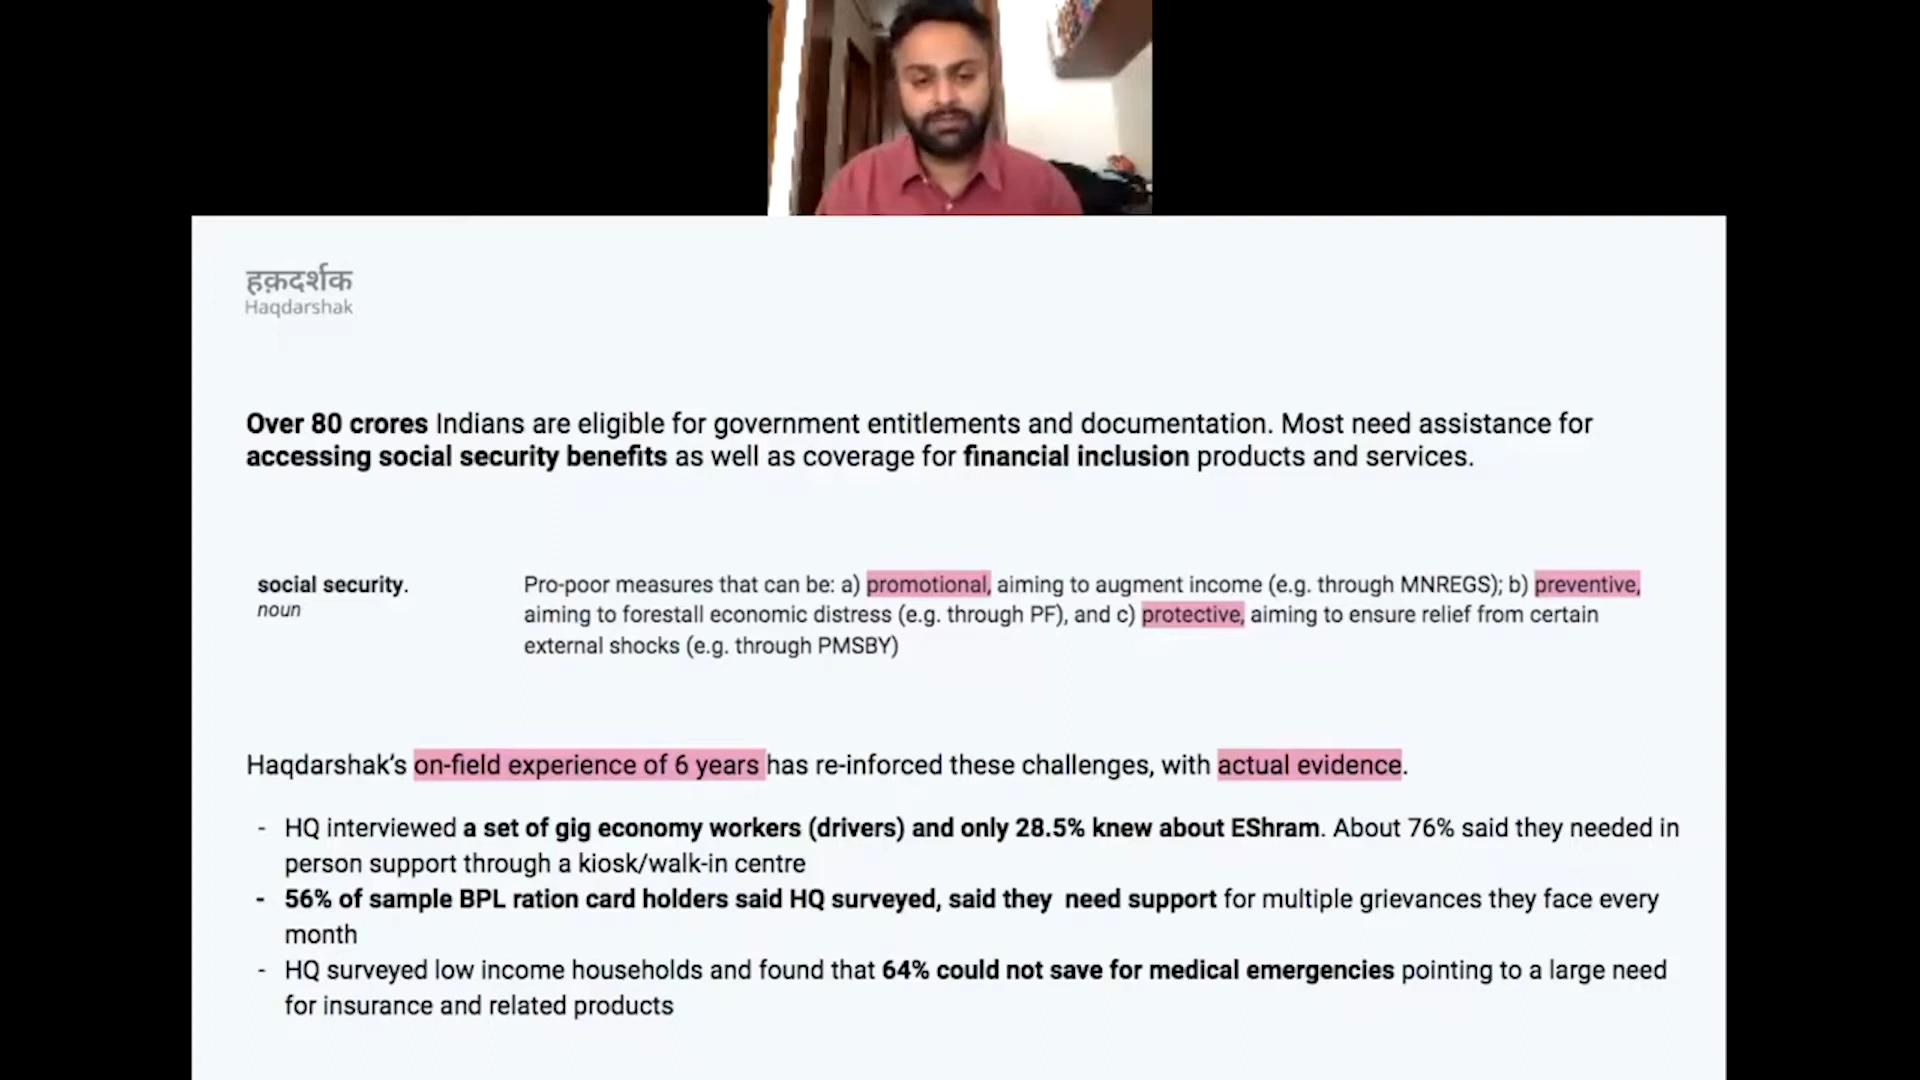 हक़दर्शक
Haqdarshak
Over 80 crores Indians are eligible for government entitlements and documentation. Most need assistance for
accessing social security benefits as well as coverage for financial inclusion products and services.
social security.
noun
Pro-poor measures that can be: a) promotional, aiming to augment income (e.g. through MNREGS); b) preventive,
aiming to forestall economic distress (e.g. through PF), and c) protective, aiming to ensure relief from certain
external shocks (e.g. through PMSBY)
Haqdarshak’s on-field experience of 6 years has re-inforced these challenges, with actual evidence.
- HQ interviewed a set of gig economy workers (drivers) and only 28.5% knew about EShram. About 76% said they needed in
person support through a kiosk/walk-in centre
- 56% of sample BPL ration card holders said HQ surveyed, said they need support for multiple grievances they face every
month
- HQ surveyed low income households and found that 64% could not save for medical emergencies pointing to a large need
for insurance and related products